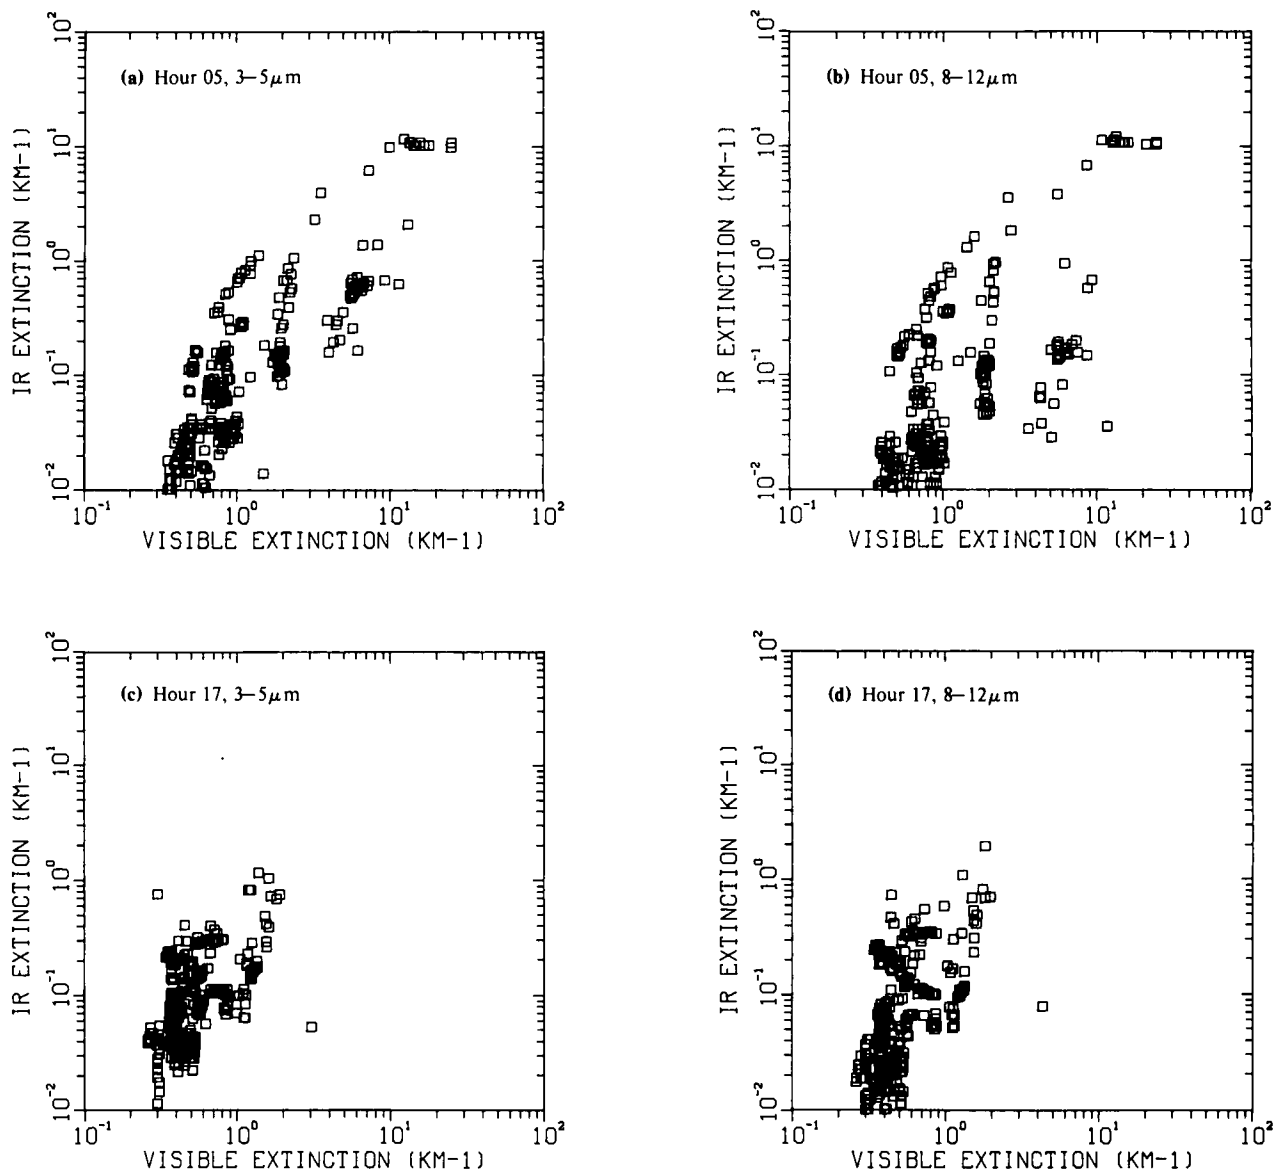 (a) Hour 05, 3–5μm
IR EXTINCTION (KM-1)
10² 10¹ 10⁰ 10⁻¹ 10⁻²
10⁻¹ 10⁰ 10¹ 10²
VISIBLE EXTINCTION (KM-1)
(b) Hour 05, 8–12μm
IR EXTINCTION (KM-1)
10² 10¹ 10⁰ 10⁻¹ 10⁻²
10⁻¹ 10⁰ 10¹ 10²
VISIBLE EXTINCTION (KM-1)
(c) Hour 17, 3–5μm
IR EXTINCTION (KM-1)
10² 10¹ 10⁰ 10⁻¹ 10⁻²
10⁻¹ 10⁰ 10¹ 10²
VISIBLE EXTINCTION (KM-1)
(d) Hour 17, 8–12μm
IR EXTINCTION (KM-1)
10² 10¹ 10⁰ 10⁻¹ 10⁻²
10⁻¹ 10⁰ 10¹ 10²
VISIBLE EXTINCTION (KM-1)